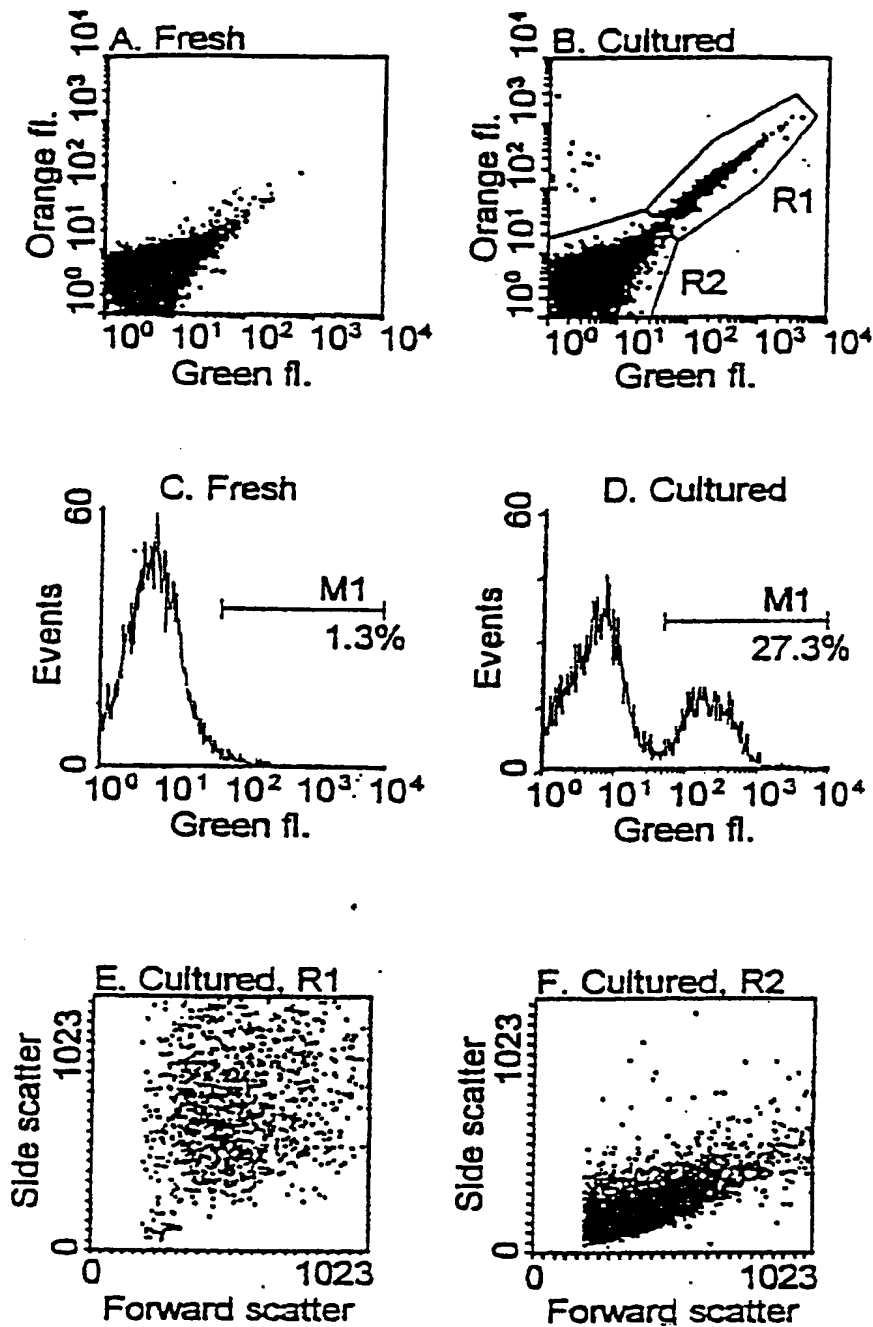 A. Fresh
Orange fl.
10⁴
10³
10²
10¹
10⁰
10⁰ 10¹ 10² 10³ 10⁴
Green fl.
B. Cultured
Orange fl.
10⁴
10³
10²
10¹
10⁰
R1
R2
10⁰ 10¹ 10² 10³ 10⁴
Green fl.
C. Fresh
Events
60
0
M1
1.3%
10⁰ 10¹ 10² 10³ 10⁴
Green fl.
D. Cultured
Events
60
0
M1
27.3%
10⁰ 10¹ 10² 10³ 10⁴
Green fl.
E. Cultured, R1
Side scatter
1023
0
0 1023
Forward scatter
F. Cultured, R2
Side scatter
1023
0
0 1023
Forward scatter